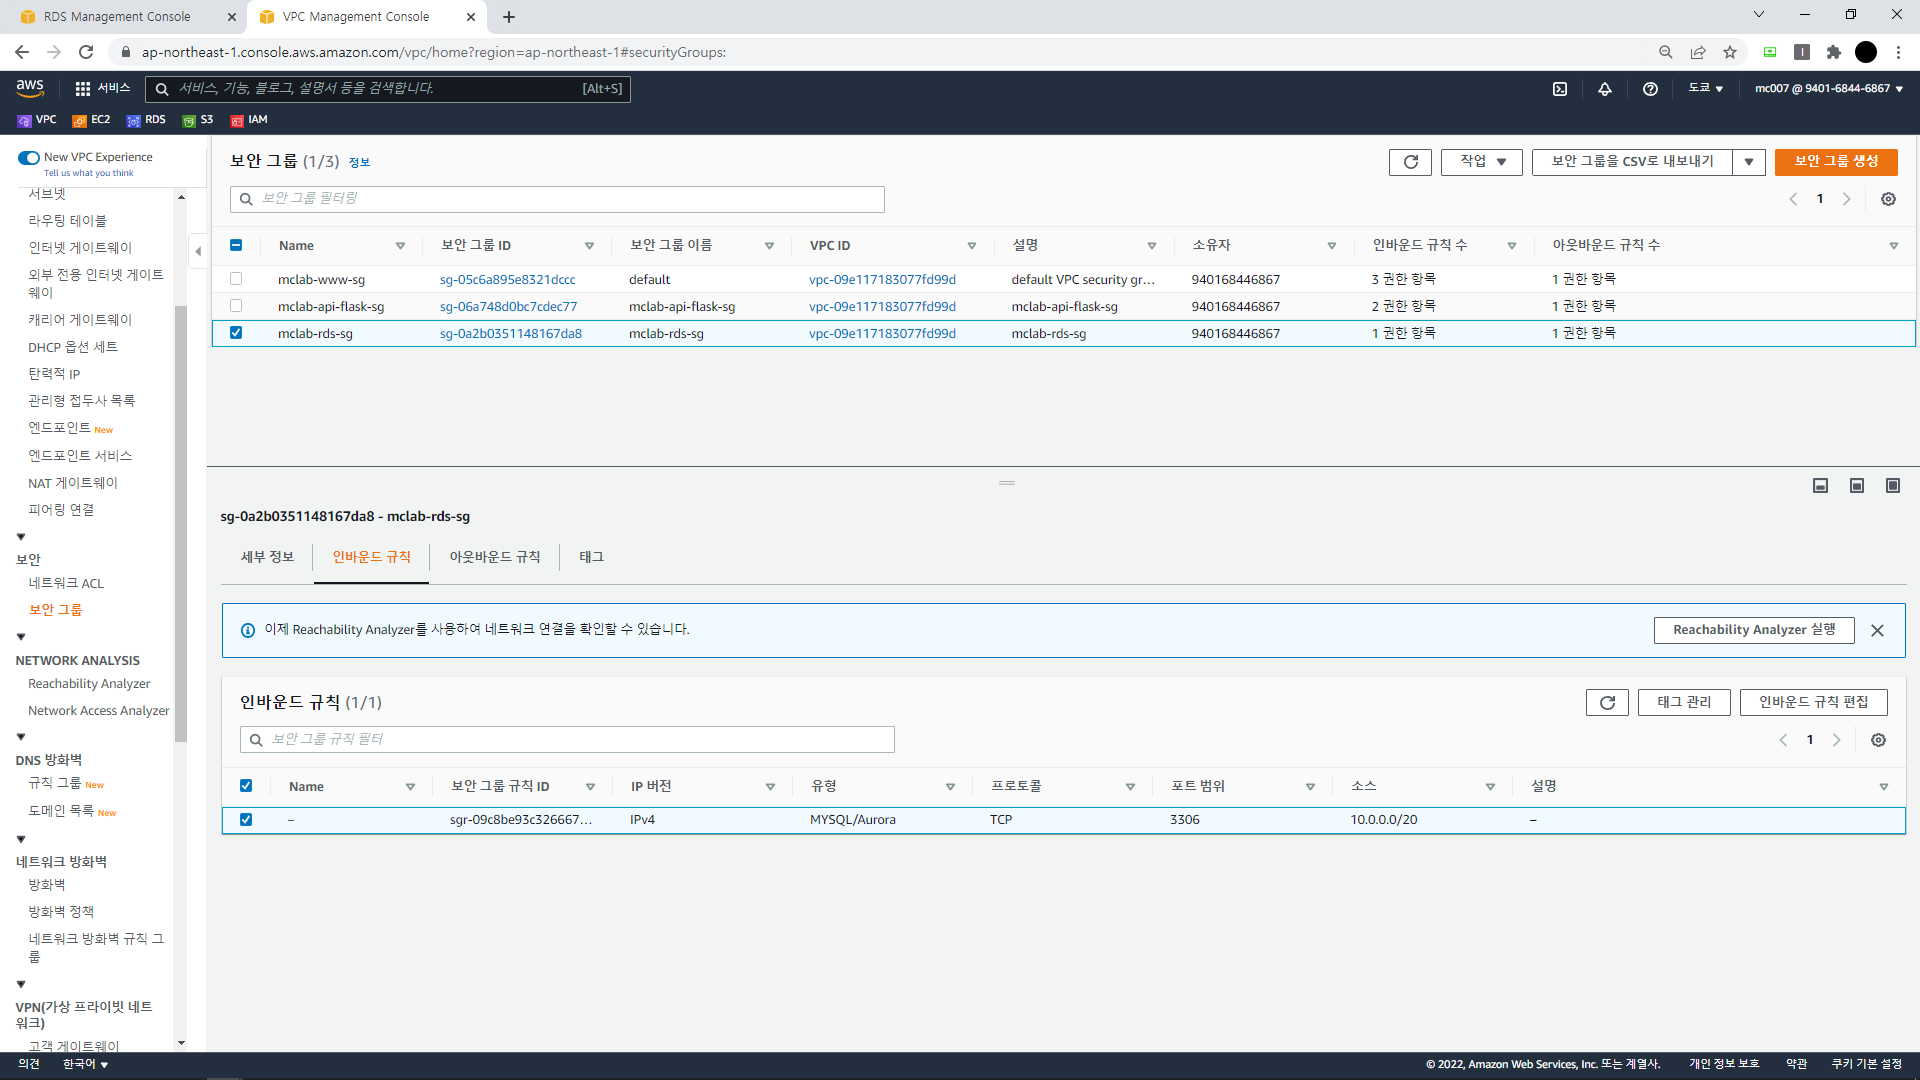 RDS Management Console
VPC Management Console
ap-northeast-1.console.aws.amazon.com/vpc/home?region=ap-northeast-1#securityGroups:
aws
서비스
서비스, 기능, 블로그, 설명서 등을 검색합니다.
[Alt+S]
도쿄
mc007 @ 9401-6844-6867
VPC
EC2
RDS
S3
IAM
New VPC Experience
Tell us what you think
서브넷
라우팅 테이블
인터넷 게이트웨이
외부 전용 인터넷 게이트
웨이
캐리어 게이트웨이
DHCP 옵션 세트
탄력적 IP
관리형 접두사 목록
엔드포인트 New
엔드포인트 서비스
NAT 게이트웨이
피어링 연결
보안
네트워크 ACL
보안 그룹
NETWORK ANALYSIS
Reachability Analyzer
Network Access Analyzer
DNS 방화벽
규칙 그룹 New
도메인 목록 New
네트워크 방화벽
방화벽
방화벽 정책
네트워크 방화벽 규칙 그
룹
VPN(가상 프라이빗 네트
워크)
고객 게이트웨이
보안 그룹 (1/3) 정보
작업
보안 그룹을 CSV로 내보내기
보안 그룹 생성
보안 그룹 필터링
1
Name 보안 그룹 ID 보안 그룹 이름 VPC ID 설명 소유자 인바운드 규칙 수 아웃바운드 규칙 수
mclab-www-sg sg-05c6a895e8321dccc default vpc-09e117183077fd99d default VPC security gr... 940168446867 3 권한 항목 1 권한 항목
mclab-api-flask-sg sg-06a748d0bc7cdec77 mclab-api-flask-sg vpc-09e117183077fd99d mclab-api-flask-sg 940168446867 2 권한 항목 1 권한 항목
mclab-rds-sg sg-0a2b0351148167da8 mclab-rds-sg vpc-09e117183077fd99d mclab-rds-sg 940168446867 1 권한 항목 1 권한 항목
sg-0a2b0351148167da8 - mclab-rds-sg
세부 정보
인바운드 규칙
아웃바운드 규칙
태그
이제 Reachability Analyzer를 사용하여 네트워크 연결을 확인할 수 있습니다.
Reachability Analyzer 실행
인바운드 규칙 (1/1)
태그 관리
인바운드 규칙 편집
보안 그룹 규칙 필터
1
Name 보안 그룹 규칙 ID IP 버전 유형 프로토콜 포트 범위 소스 설명
– sgr-09c8be93c326667... IPv4 MYSQL/Aurora TCP 3306 10.0.0.0/20 –
의견
한국어
© 2022, Amazon Web Services, Inc. 또는 계열사.
개인 정보 보호
약관
쿠키 기본 설정